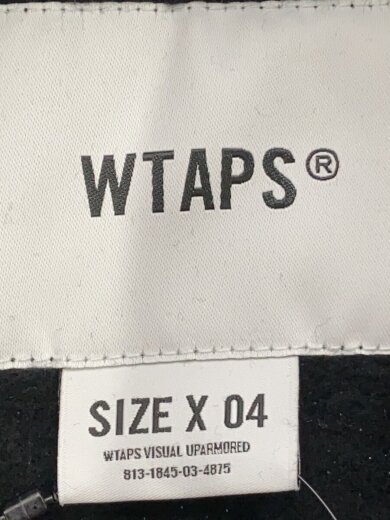 WTAPS®
SIZE X 04
WTAPS VISUAL UPARMORED
813-1845-03-4875